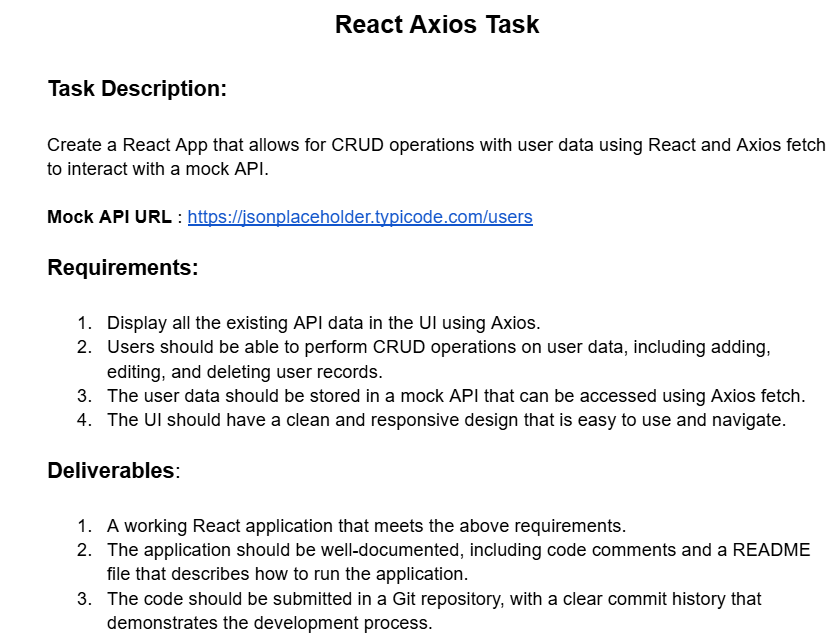 React Axios Task
Task Description:
Create a React App that allows for CRUD operations with user data using React and Axios fetch
to interact with a mock API.
Mock API URL : https://jsonplaceholder.typicode.com/users
Requirements:
1. Display all the existing API data in the UI using Axios.
2. Users should be able to perform CRUD operations on user data, including adding,
editing, and deleting user records.
3. The user data should be stored in a mock API that can be accessed using Axios fetch.
4. The UI should have a clean and responsive design that is easy to use and navigate.
Deliverables:
1. A working React application that meets the above requirements.
2. The application should be well-documented, including code comments and a README
file that describes how to run the application.
3. The code should be submitted in a Git repository, with a clear commit history that
demonstrates the development process.